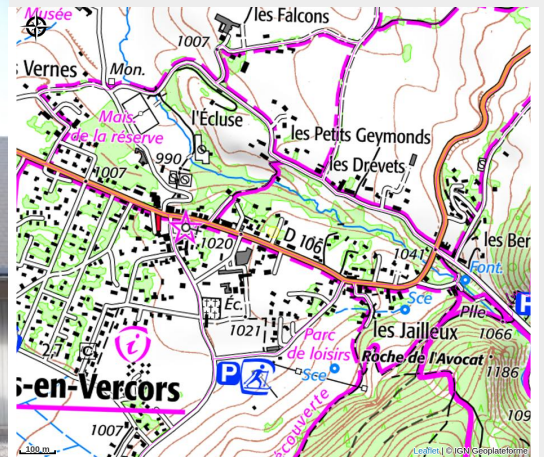 Musée
les Falcons
1007
Vernes
Mon.
Mais.
de la réserve
l'Écluse
les Petits Geymonds
990
les Drevets
1007
1020
D 106
1041
les Ber
Font.
Sce
Éc.
P
1021
Parc
de loisirs
les Jailleux
Plle
1066
Roche de l'Avocat
1186
i
P
Sce
s-en-Vercors
109
1007
écouverte
100 m
Leaflet | © IGN Geoplateforme